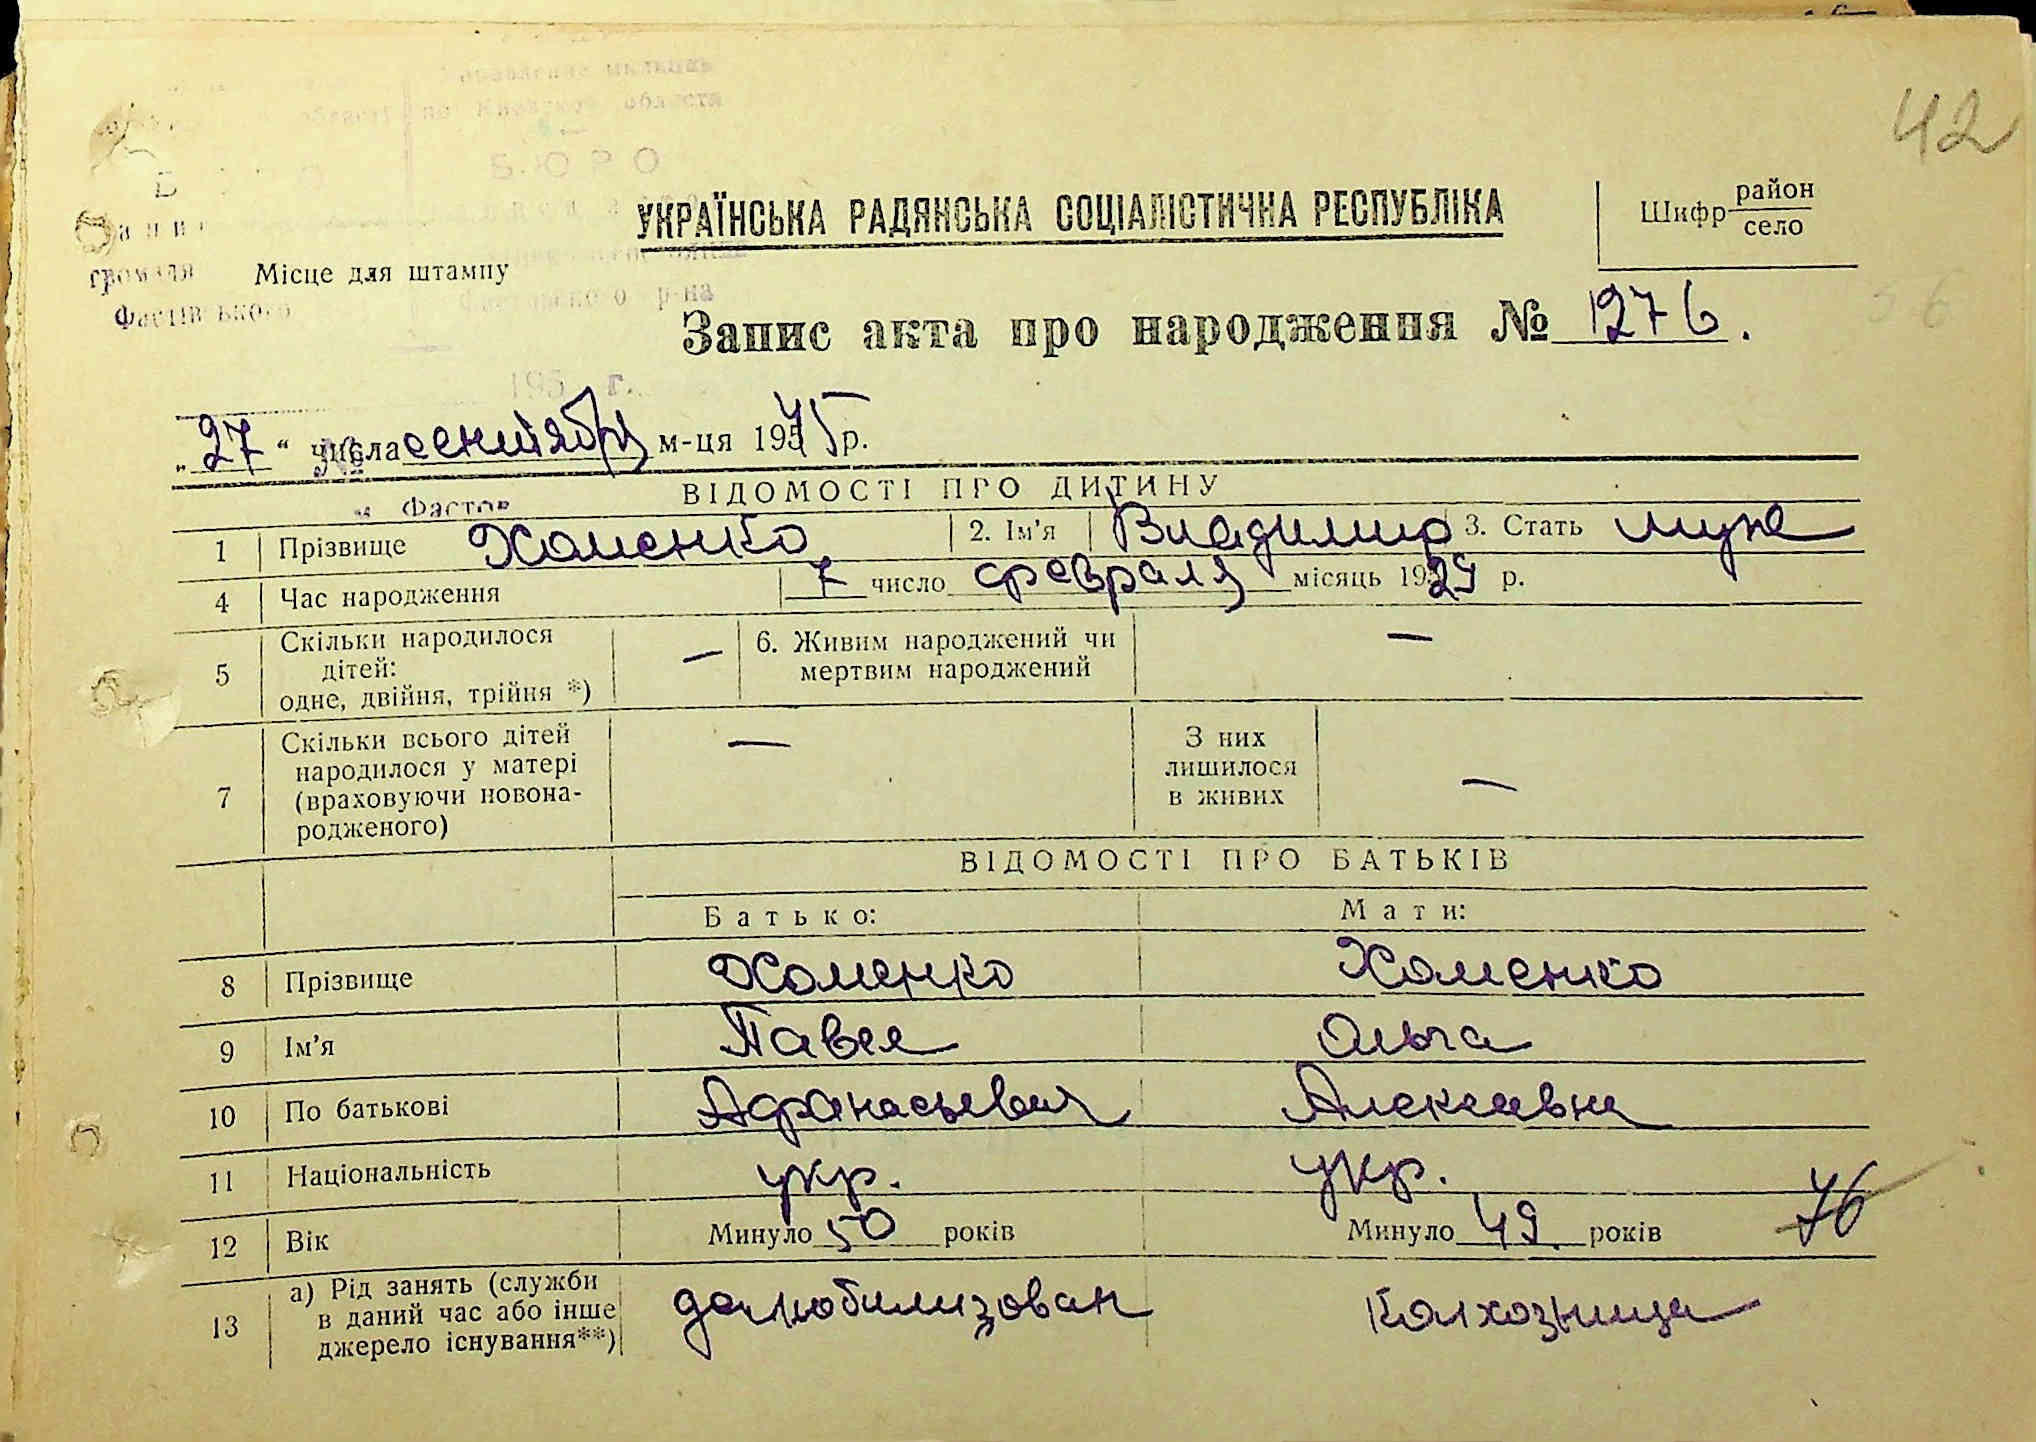 42
БЮРО
УКРАЇНСЬКА РАДЯНСЬКА СОЦІАЛІСТИЧНА РЕСПУБЛІКА
Шифр район
село
Місце для штампу
Запис акта про народження № 1276.
195 г.
„27“ числа сентября м-ця 1945 р.
м. Фастов
ВІДОМОСТІ ПРО ДИТИНУ
1 Прізвище Хоменко 2. Ім'я Владимир 3. Стать муж
4 Час народження 7 число февраля місяць 1929 р.
5 Скільки народилося дітей: одне, двійня, трійня *) — 6. Живим народжений чи мертвим народжений —
7 Скільки всього дітей народилося у матері (враховуючи новонародженого) — З них лишилося в живих —
ВІДОМОСТІ ПРО БАТЬКІВ
Батько: Мати:
8 Прізвище Хоменко Хоменко
9 Ім'я Павел Ольга
10 По батькові Афанасьевич Алексеевна
11 Національність укр. укр.
12 Вік Минуло 50 років Минуло 49 років 76
13 а) Рід занять (служби в даний час або інше джерело існування**) демобилизован Колхозница